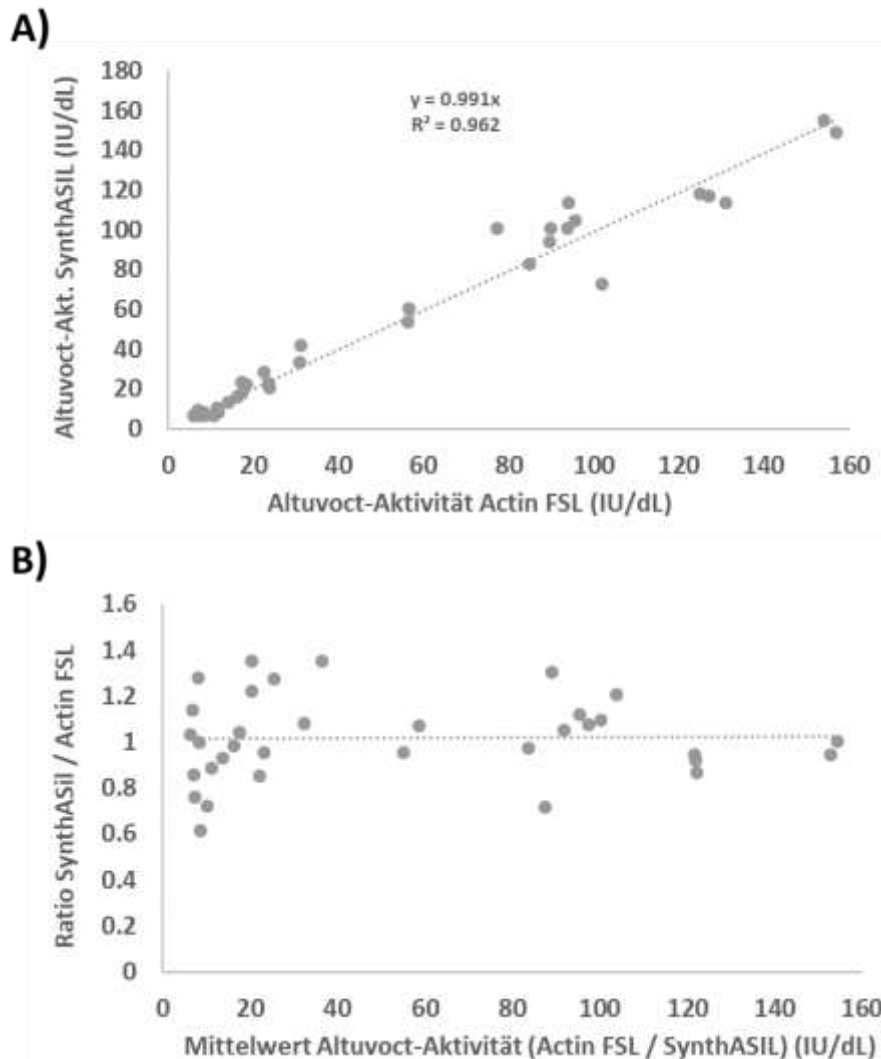 A)
Altuvoct-Akt. SynthASIL (IU/dL)
180
160
140
120
100
80
60
40
20
0
y = 0.991x
R² = 0.962
0 20 40 60 80 100 120 140 160
Altuvoct-Aktivität Actin FSL (IU/dL)
B)
Ratio SynthASil / Actin FSL
1.6
1.4
1.2
1
0.8
0.6
0.4
0.2
0
0 20 40 60 80 100 120 140 160
Mittelwert Altuvoct-Aktivität (Actin FSL / SynthASIL) (IU/dL)